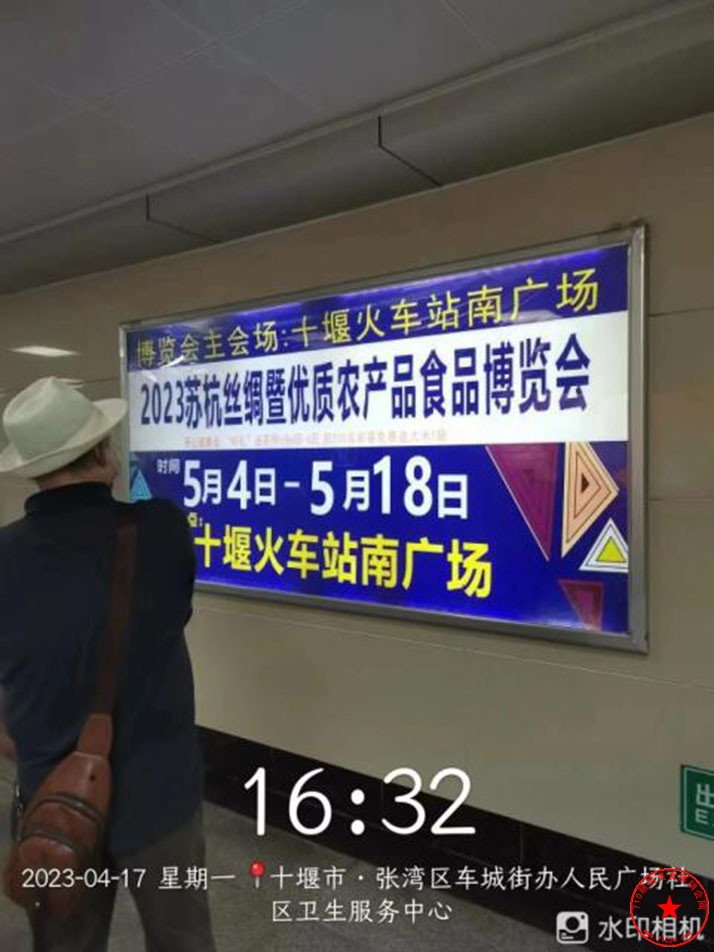 博览会主会场:十堰火车站南广场
2023苏杭丝绸暨优质农产品食品博览会
时间
5月4日-5月18日
十堰火车站南广场
16:32
2023-04-17 星期一 十堰市·张湾区车城街办人民广场社
区卫生服务中心
水印相机
出